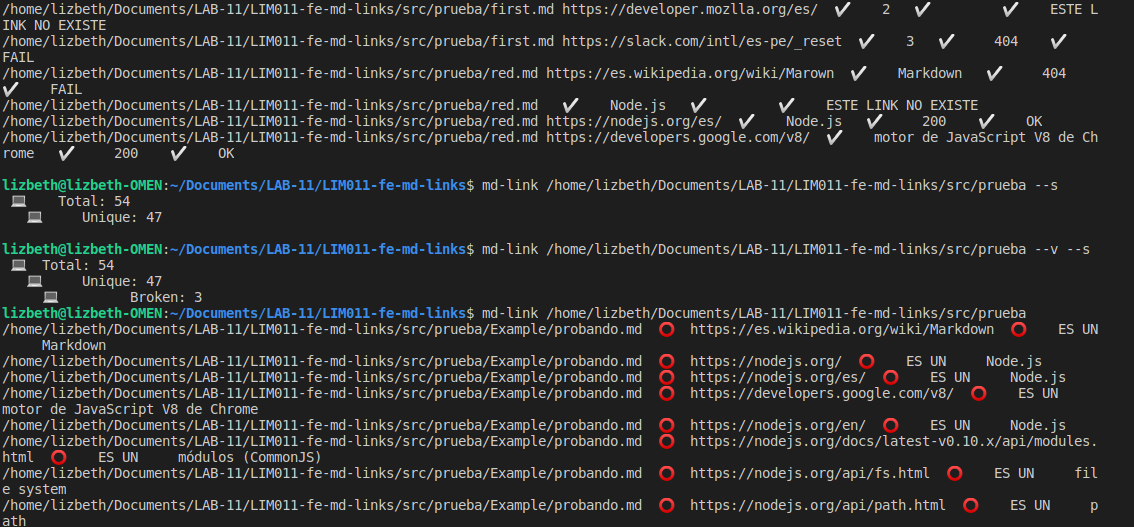 /home/lizbeth/Documents/LAB-11/LIM011-fe-md-links/src/prueba/first.md https://developer.mozlla.org/es/ ✔ 2 ✔ ✔ ESTE L
INK NO EXISTE
/home/lizbeth/Documents/LAB-11/LIM011-fe-md-links/src/prueba/first.md https://slack.com/intl/es-pe/_reset ✔ 3 ✔ 404 ✔
FAIL
/home/lizbeth/Documents/LAB-11/LIM011-fe-md-links/src/prueba/red.md https://es.wikipedia.org/wiki/Marown ✔ Markdown ✔ 404
✔ FAIL
/home/lizbeth/Documents/LAB-11/LIM011-fe-md-links/src/prueba/red.md ✔ Node.js ✔ ✔ ESTE LINK NO EXISTE
/home/lizbeth/Documents/LAB-11/LIM011-fe-md-links/src/prueba/red.md https://nodejs.org/es/ ✔ Node.js ✔ 200 ✔ OK
/home/lizbeth/Documents/LAB-11/LIM011-fe-md-links/src/prueba/red.md https://developers.google.com/v8/ ✔ motor de JavaScript V8 de Ch
rome ✔ 200 ✔ OK
lizbeth@lizbeth-OMEN:~/Documents/LAB-11/LIM011-fe-md-links$ md-link /home/lizbeth/Documents/LAB-11/LIM011-fe-md-links/src/prueba --s
💻 Total: 54
💻 Unique: 47
lizbeth@lizbeth-OMEN:~/Documents/LAB-11/LIM011-fe-md-links$ md-link /home/lizbeth/Documents/LAB-11/LIM011-fe-md-links/src/prueba --v --s
💻 Total: 54
💻 Unique: 47
💻 Broken: 3
lizbeth@lizbeth-OMEN:~/Documents/LAB-11/LIM011-fe-md-links$ md-link /home/lizbeth/Documents/LAB-11/LIM011-fe-md-links/src/prueba
/home/lizbeth/Documents/LAB-11/LIM011-fe-md-links/src/prueba/Example/probando.md ⭕ https://es.wikipedia.org/wiki/Markdown ⭕ ES UN
Markdown
/home/lizbeth/Documents/LAB-11/LIM011-fe-md-links/src/prueba/Example/probando.md ⭕ https://nodejs.org/ ⭕ ES UN Node.js
/home/lizbeth/Documents/LAB-11/LIM011-fe-md-links/src/prueba/Example/probando.md ⭕ https://nodejs.org/es/ ⭕ ES UN Node.js
/home/lizbeth/Documents/LAB-11/LIM011-fe-md-links/src/prueba/Example/probando.md ⭕ https://developers.google.com/v8/ ⭕ ES UN
motor de JavaScript V8 de Chrome
/home/lizbeth/Documents/LAB-11/LIM011-fe-md-links/src/prueba/Example/probando.md ⭕ https://nodejs.org/en/ ⭕ ES UN Node.js
/home/lizbeth/Documents/LAB-11/LIM011-fe-md-links/src/prueba/Example/probando.md ⭕ https://nodejs.org/docs/latest-v0.10.x/api/modules.
html ⭕ ES UN módulos (CommonJS)
/home/lizbeth/Documents/LAB-11/LIM011-fe-md-links/src/prueba/Example/probando.md ⭕ https://nodejs.org/api/fs.html ⭕ ES UN fil
e system
/home/lizbeth/Documents/LAB-11/LIM011-fe-md-links/src/prueba/Example/probando.md ⭕ https://nodejs.org/api/path.html ⭕ ES UN p
ath